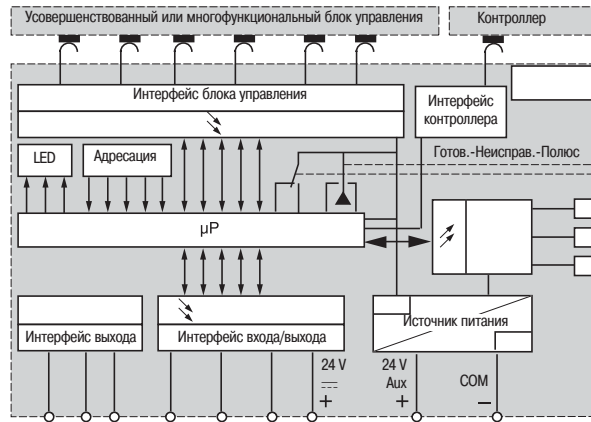 Усовершенствованный или многофункциональный блок управления
Контроллер
Интерфейс блока управления
Интерфейс
контроллера
LED
Адресация
Готов.-Неисправ.-Полюс
µP
Интерфейс выхода
Интерфейс входа/выхода
Источник питания
24 V
+
24 V
Aux
+
COM
–